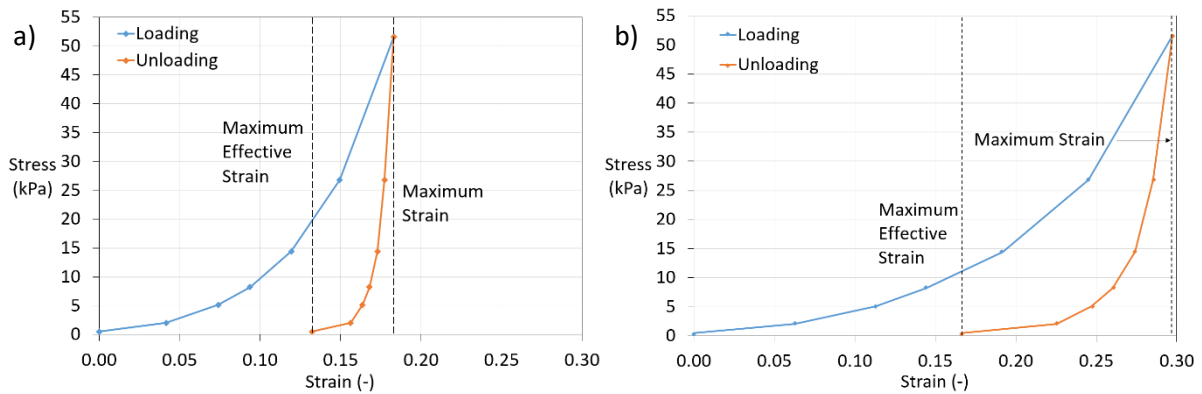 a)
Loading
Unloading
Maximum
Effective
Strain
Maximum
Strain
Stress
(kPa)
55
50
45
40
35
30
25
20
15
10
5
0
0.00 0.05 0.10 0.15 0.20 0.25 0.30
Strain (-)
b)
Loading
Unloading
Maximum Strain
Maximum
Effective
Strain
Stress
(kPa)
55
50
45
40
35
30
25
20
15
10
5
0
0.00 0.05 0.10 0.15 0.20 0.25 0.30
Strain (-)